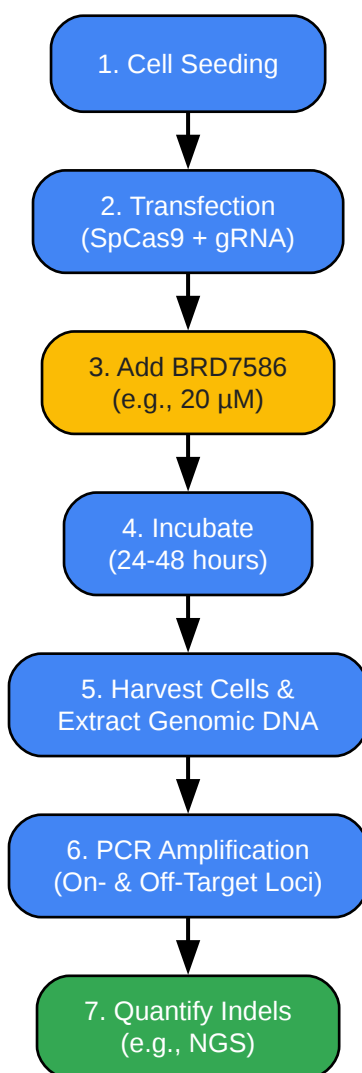 1. Cell Seeding
2. Transfection
(SpCas9 + gRNA)
3. Add BRD7586
(e.g., 20 µM)
4. Incubate
(24-48 hours)
5. Harvest Cells &
Extract Genomic DNA
6. PCR Amplification
(On- & Off-Target Loci)
7. Quantify Indels
(e.g., NGS)